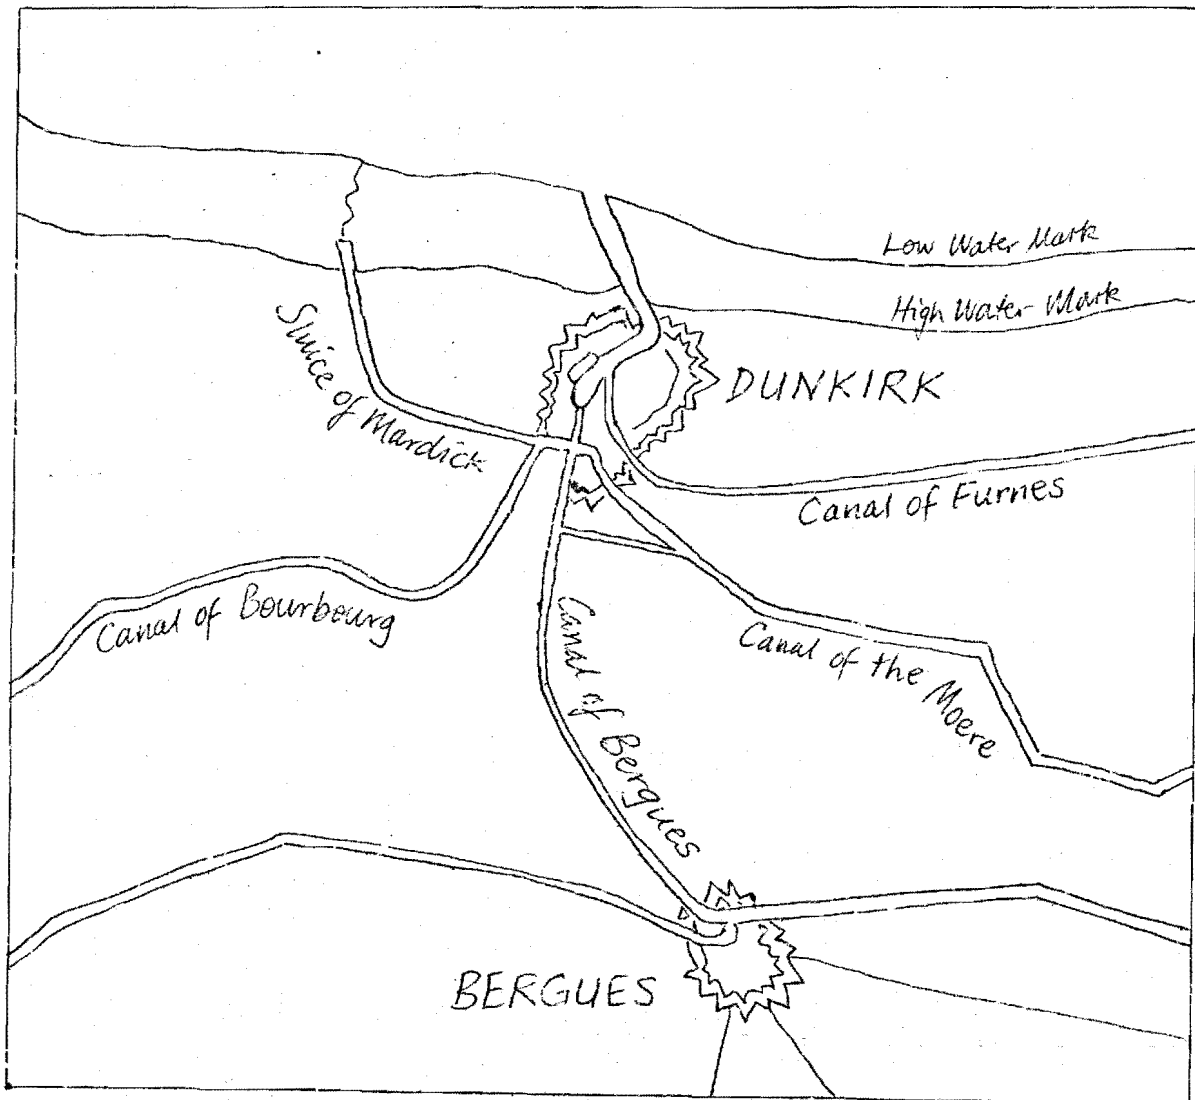 Low Water Mark
High Water Mark
Sluice of Mardick
DUNKIRK
Canal of Furnes
Canal of Bourbourg
Canal of the Moere
Canal of Bergues
BERGUES